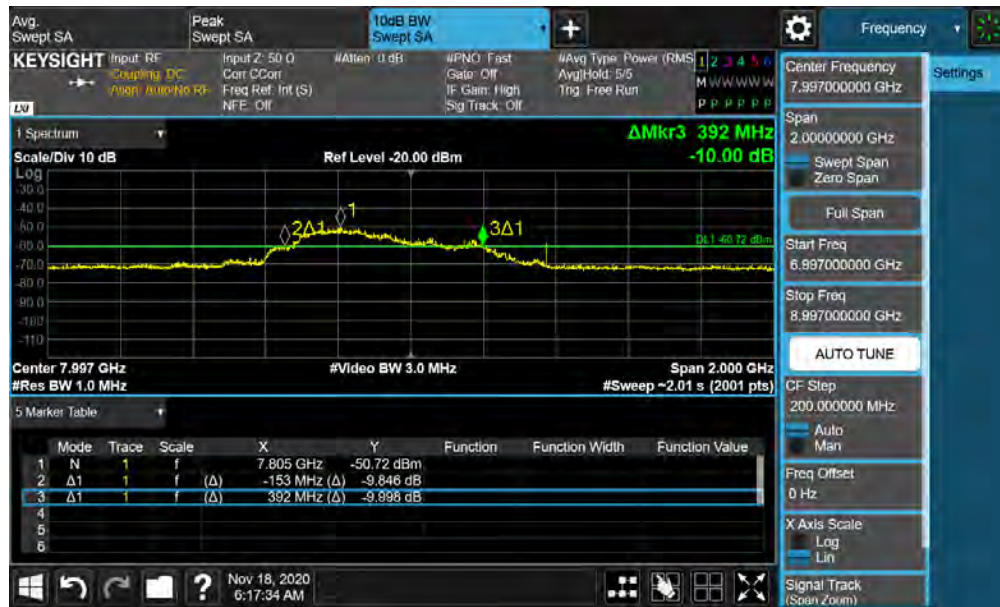 Avg.
Swept SA
Peak
Swept SA
10dB BW
Swept SA
Frequency
KEYSIGHT
LXI
Input: RF
Coupling: DC
Align: Auto/No RF
Input Z: 50 Ω
Corr CCorr
Freq Ref: Int (S)
NFE: Off
#Atten: 0 dB
#PNO: Fast
Gate: Off
IF Gain: High
Sig Track: Off
#Avg Type: Power (RMS
Avg|Hold: 5/5
Trig: Free Run
1 2 3 4 5 6
M W W W W W
P P P P P P
Center Frequency
7.997000000 GHz
Settings
Span
2.00000000 GHz
Swept Span
Zero Span
Full Span
Start Freq
6.997000000 GHz
Stop Freq
8.997000000 GHz
AUTO TUNE
CF Step
200.000000 MHz
Auto
Man
Freq Offset
0 Hz
X Axis Scale
Log
Lin
Signal Track
(Span Zoom)
1 Spectrum
ΔMkr3 392 MHz
-10.00 dB
Scale/Div 10 dB
Ref Level -20.00 dBm
Log
-30.0
-40.0
-50.0
-60.0
-70.0
-80.0
-90.0
-100
-110
1
2Δ1
3Δ1
DL1 -60.72 dBm
Center 7.997 GHz
#Video BW 3.0 MHz
Span 2.000 GHz
#Res BW 1.0 MHz
#Sweep ~2.01 s (2001 pts)
5 Marker Table
Mode Trace Scale X Y Function Function Width Function Value
1 N 1 f 7.805 GHz -50.72 dBm
2 Δ1 1 f (Δ) -153 MHz (Δ) -9.846 dB
3 Δ1 1 f (Δ) 392 MHz (Δ) -9.998 dB
4
5
6
?
Nov 18, 2020
6:17:34 AM